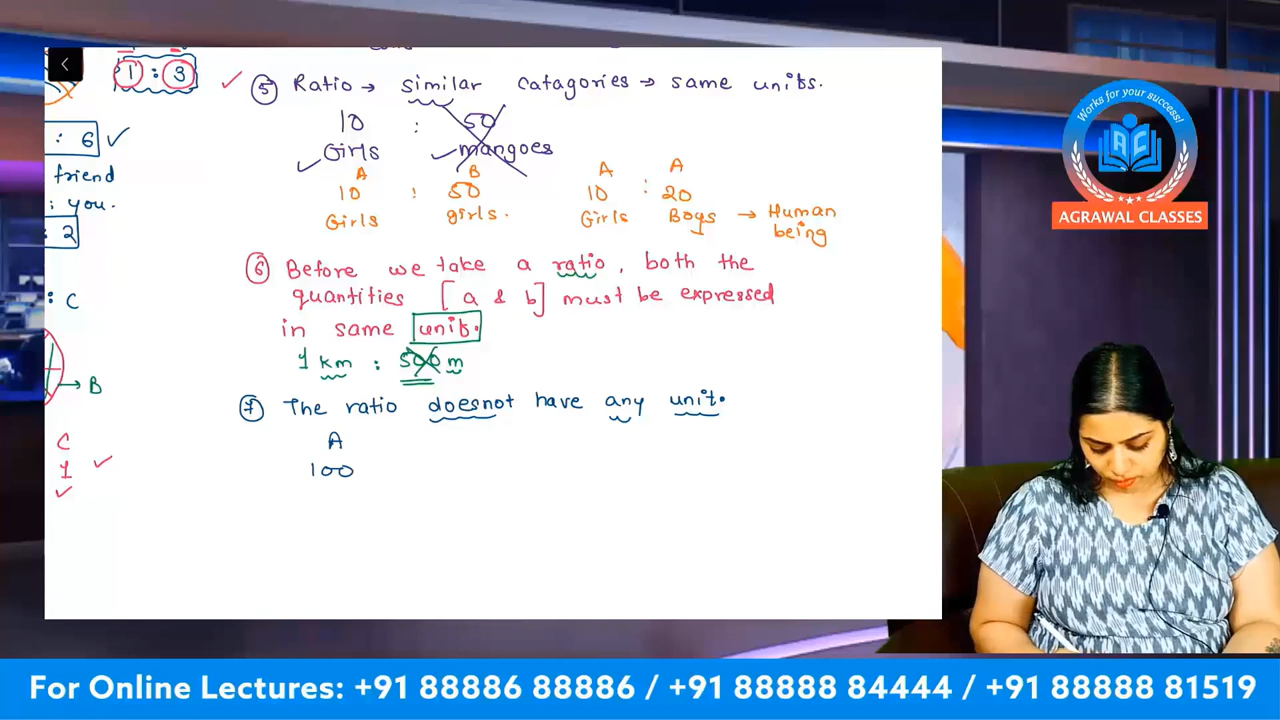 1 : 3
: 6
friend
: you.
: 2
: C
B
C
1
5 Ratio → similar catagories → same units.
10 : 50
Girls mangoes
A B
10 : 50
Girls girls.
A A
10 : 20
Girls Boys → Human being
6 Before we take a ratio, both the
quantities [a & b] must be expressed
in same unit.
1 km : 500 m
7 The ratio doesnot have any unit.
A
100
Works for your success!
AC
AGRAWAL CLASSES
For Online Lectures: +91 88886 88886 / +91 88888 84444 / +91 88888 81519